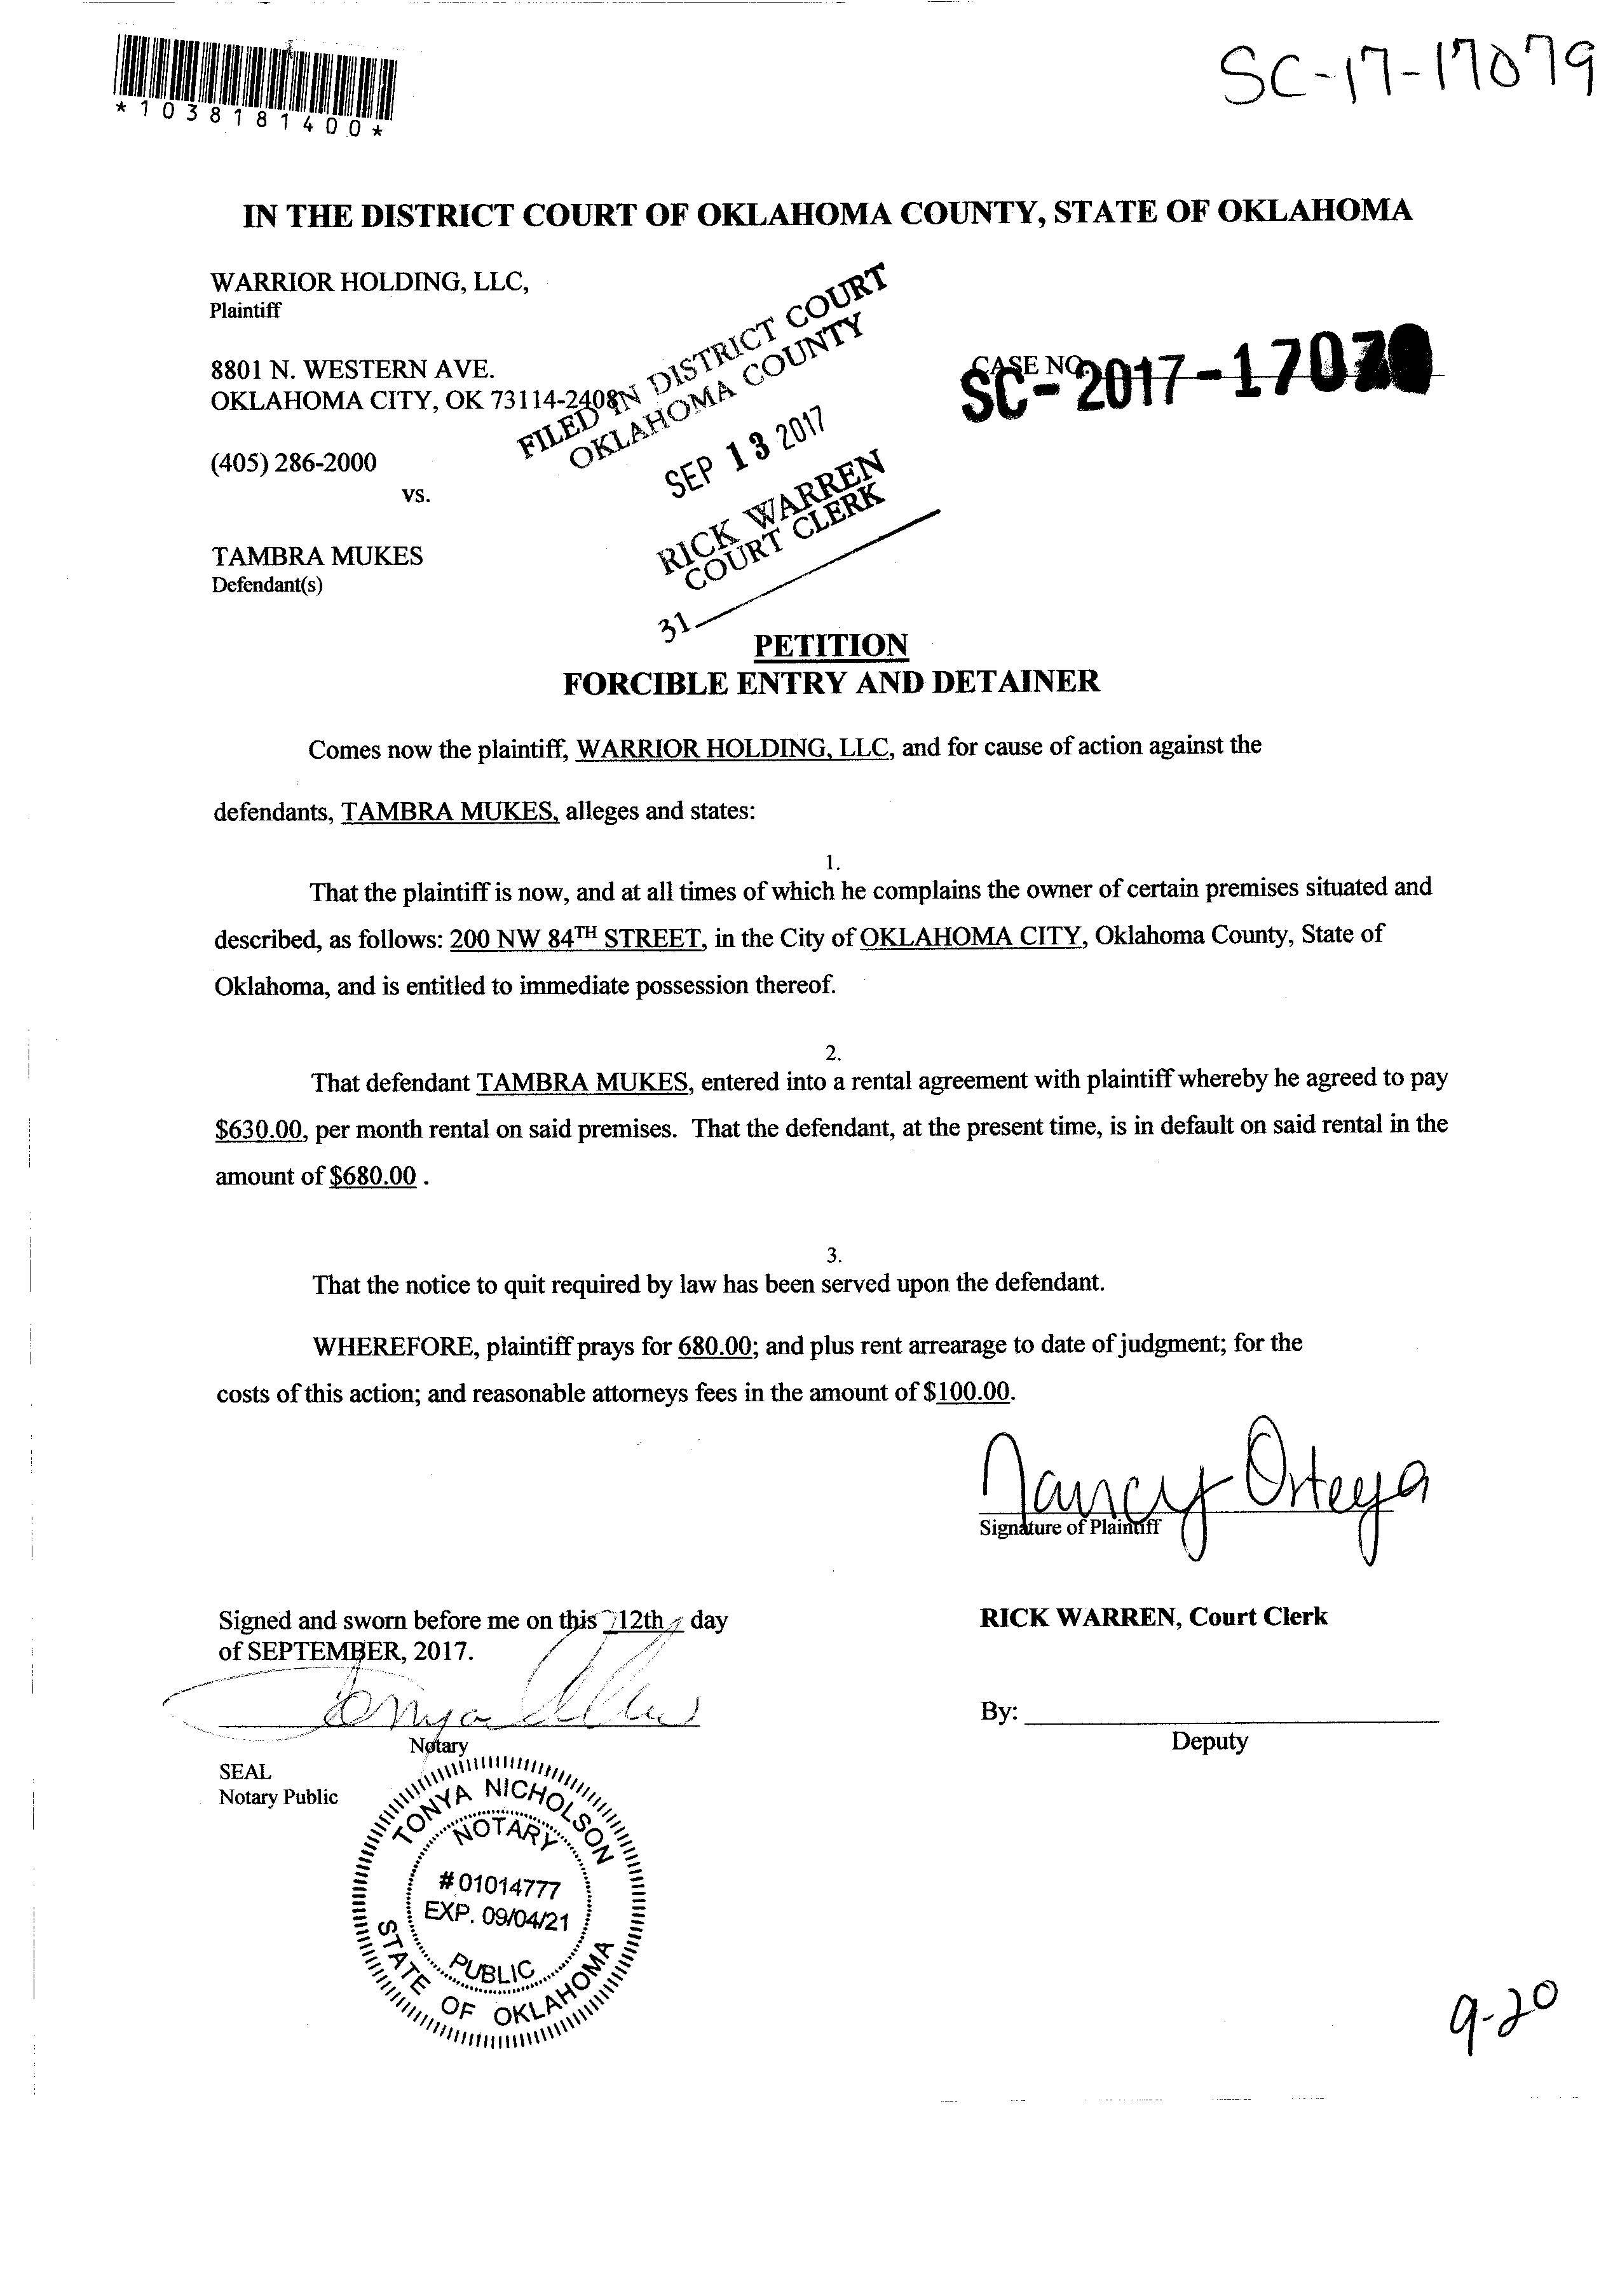 SC-17-17079
*1038181400*
IN THE DISTRICT COURT OF OKLAHOMA COUNTY, STATE OF OKLAHOMA
WARRIOR HOLDING, LLC,
Plaintiff
8801 N. WESTERN AVE.
OKLAHOMA CITY, OK 73114-2408
(405) 286-2000
vs.
TAMBRA MUKES
Defendant(s)
FILED IN DISTRICT COURT
OKLAHOMA COUNTY
SEP 13 2017
RICK WARREN
COURT CLERK
31
CASE NO.
SC-2017-1707
PETITION
FORCIBLE ENTRY AND DETAINER
Comes now the plaintiff, WARRIOR HOLDING, LLC, and for cause of action against the
defendants, TAMBRA MUKES, alleges and states:
1.
That the plaintiff is now, and at all times of which he complains the owner of certain premises situated and
described, as follows: 200 NW 84TH STREET, in the City of OKLAHOMA CITY, Oklahoma County, State of
Oklahoma, and is entitled to immediate possession thereof.
2.
That defendant TAMBRA MUKES, entered into a rental agreement with plaintiff whereby he agreed to pay
$630.00, per month rental on said premises. That the defendant, at the present time, is in default on said rental in the
amount of $680.00 .
3.
That the notice to quit required by law has been served upon the defendant.
WHEREFORE, plaintiff prays for 680.00; and plus rent arrearage to date of judgment; for the
costs of this action; and reasonable attorneys fees in the amount of $100.00.
Nancy Ortega
Signature of Plaintiff
Signed and sworn before me on this 12th day
of SEPTEMBER, 2017.
RICK WARREN, Court Clerk
Tonya
Notary
By:
Deputy
SEAL
Notary Public
TONYA NICHOLSON
NOTARY
#01014777
EXP. 09/04/21
PUBLIC
STATE OF OKLAHOMA
9-20